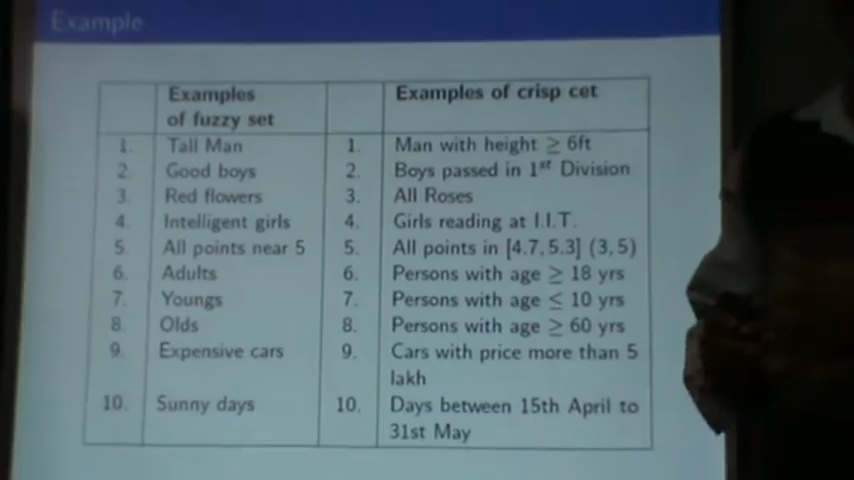 Example
Examples of fuzzy set Examples of crisp cet
1. Tall Man 1. Man with height ≥ 6ft
2. Good boys 2. Boys passed in 1st Division
3. Red flowers 3. All Roses
4. Intelligent girls 4. Girls reading at I.I.T.
5. All points near 5 5. All points in [4.7, 5.3] (3, 5)
6. Adults 6. Persons with age ≥ 18 yrs
7. Youngs 7. Persons with age ≤ 10 yrs
8. Olds 8. Persons with age ≥ 60 yrs
9. Expensive cars 9. Cars with price more than 5
lakh
10. Sunny days 10. Days between 15th April to
31st May